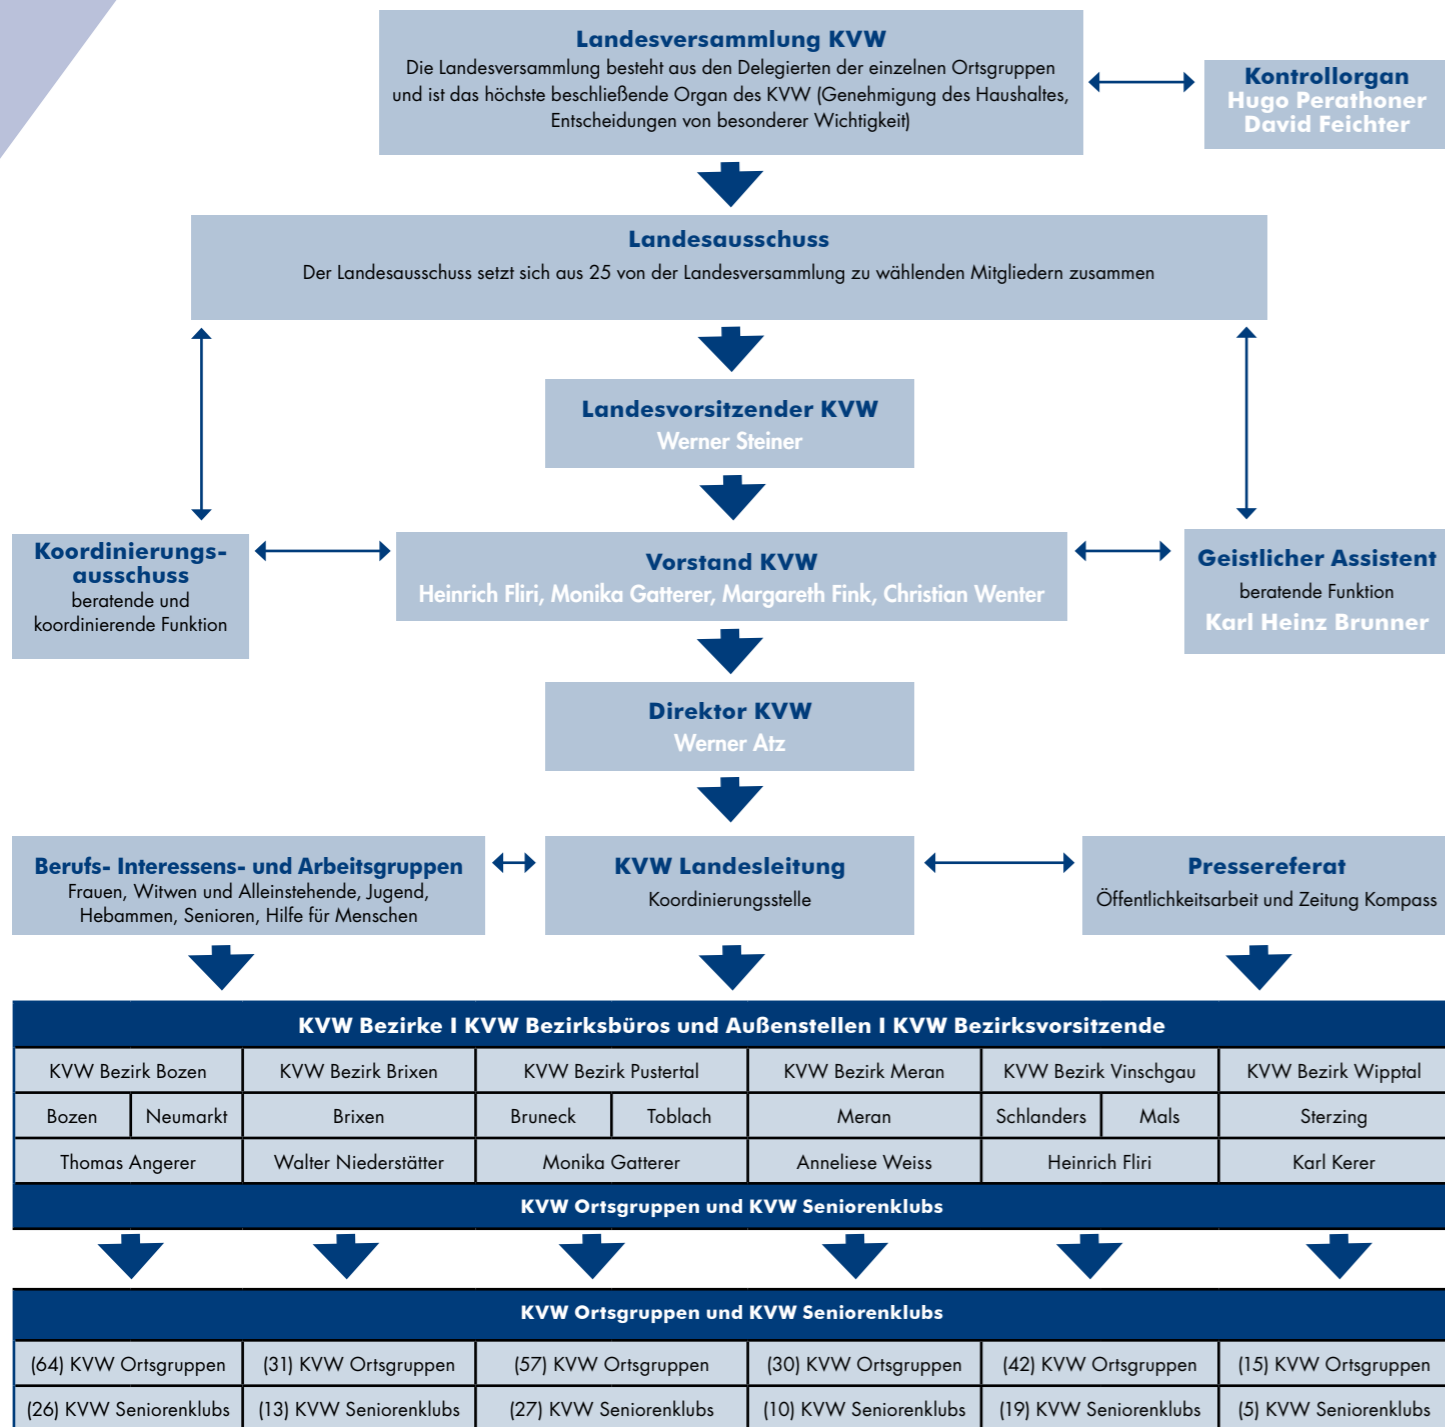 Landesversammlung KVW
Die Landesversammlung besteht aus den Delegierten der einzelnen Ortsgruppen
und ist das höchste beschließende Organ des KVW (Genehmigung des Haushaltes,
Entscheidungen von besonderer Wichtigkeit)
Kontrollorgan
Hugo Perathoner
David Feichter
Landesausschuss
Der Landesausschuss setzt sich aus 25 von der Landesversammlung zu wählenden Mitgliedern zusammen
Landesvorsitzender KVW
Werner Steiner
Koordinierungs-
ausschuss
beratende und
koordinierende Funktion
Vorstand KVW
Heinrich Fliri, Monika Gatterer, Margareth Fink, Christian Wenter
Geistlicher Assistent
beratende Funktion
Karl Heinz Brunner
Direktor KVW
Werner Atz
Berufs- Interessens- und Arbeitsgruppen
Frauen, Witwen und Alleinstehende, Jugend,
Hebammen, Senioren, Hilfe für Menschen
KVW Landesleitung
Koordinierungsstelle
Pressereferat
Öffentlichkeitsarbeit und Zeitung Kompass
KVW Bezirke I KVW Bezirksbüros und Außenstellen I KVW Bezirksvorsitzende
KVW Bezirk Bozen KVW Bezirk Brixen KVW Bezirk Pustertal KVW Bezirk Meran KVW Bezirk Vinschgau KVW Bezirk Wipptal
Bozen Neumarkt Brixen Bruneck Toblach Meran Schlanders Mals Sterzing
Thomas Angerer Walter Niederstätter Monika Gatterer Anneliese Weiss Heinrich Fliri Karl Kerer
KVW Ortsgruppen und KVW Seniorenklubs
KVW Ortsgruppen und KVW Seniorenklubs
(64) KVW Ortsgruppen (31) KVW Ortsgruppen (57) KVW Ortsgruppen (30) KVW Ortsgruppen (42) KVW Ortsgruppen (15) KVW Ortsgruppen
(26) KVW Seniorenklubs (13) KVW Seniorenklubs (27) KVW Seniorenklubs (10) KVW Seniorenklubs (19) KVW Seniorenklubs (5) KVW Seniorenklubs